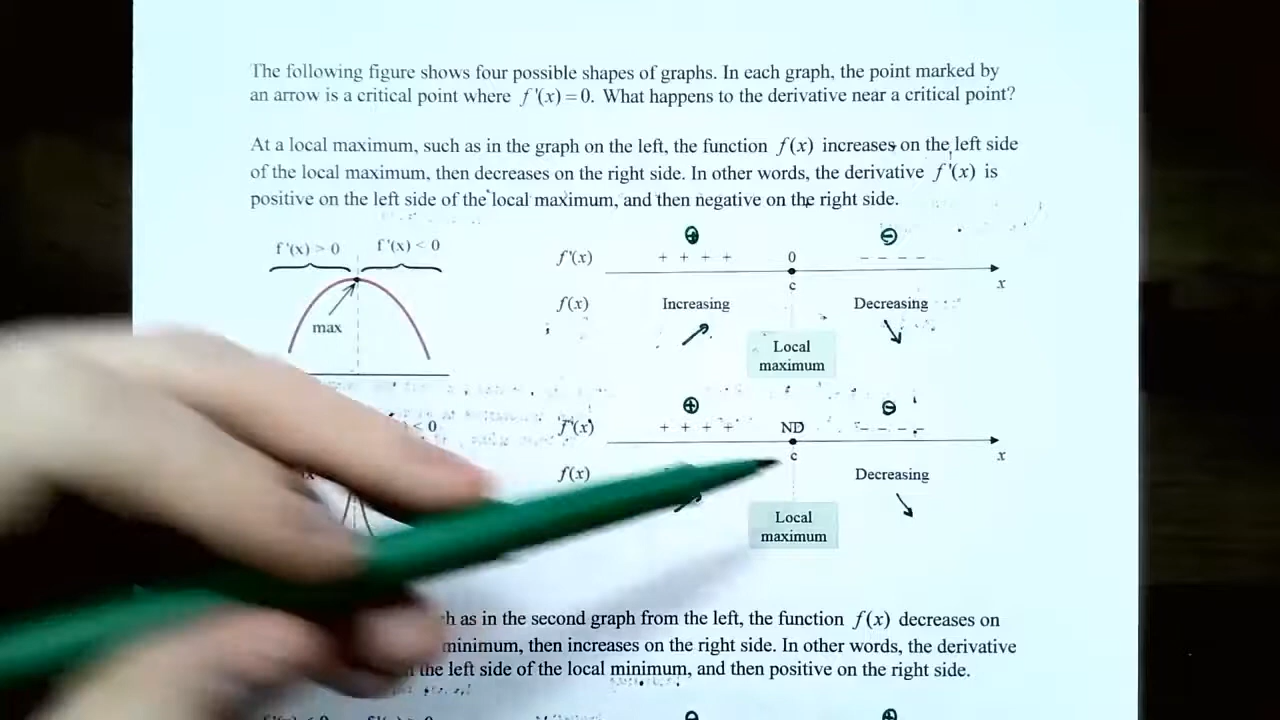 The following figure shows four possible shapes of graphs. In each graph, the point marked by
an arrow is a critical point where f'(x)=0. What happens to the derivative near a critical point?
At a local maximum, such as in the graph on the left, the function f(x) increases on the left side
of the local maximum, then decreases on the right side. In other words, the derivative f'(x) is
positive on the left side of the local maximum, and then negative on the right side.
f'(x) > 0 f'(x) < 0
max
f'(x) + + + + 0 − − − −
c x
f(x) Increasing Decreasing
Local
maximum
< 0
f'(x) + + + + ND − − − −
c x
f(x) Decreasing
Local
maximum
as in the second graph from the left, the function f(x) decreases on
minimum, then increases on the right side. In other words, the derivative
the left side of the local minimum, and then positive on the right side.